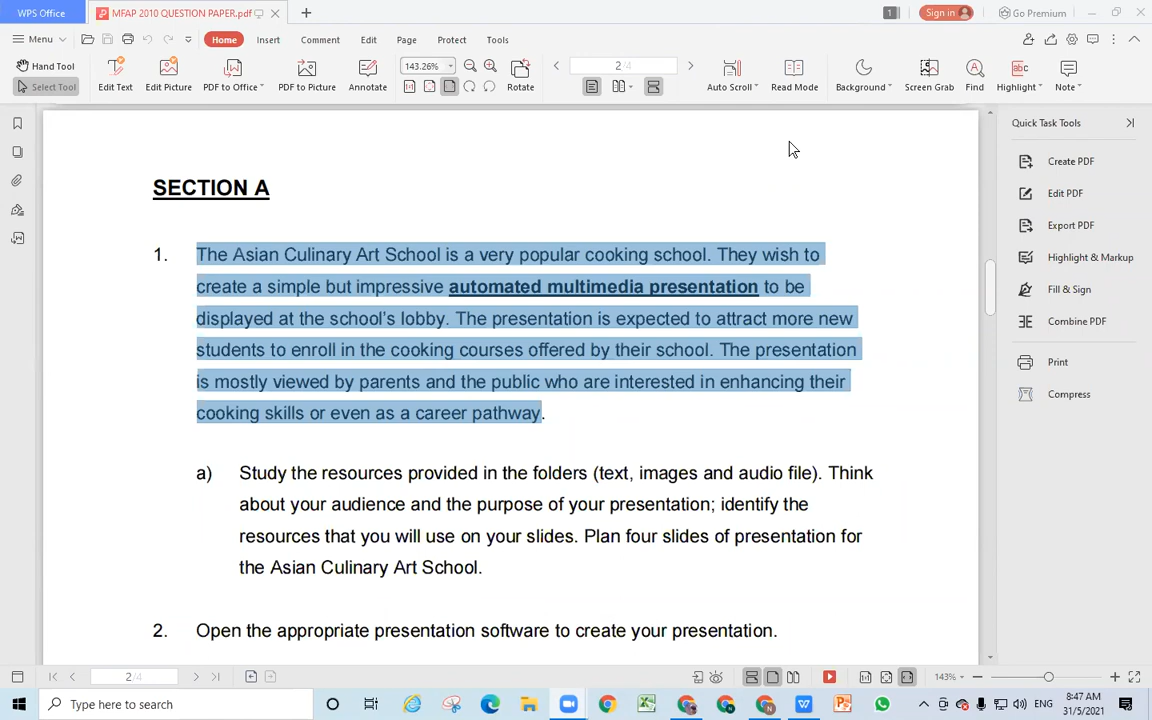 WPS Office
MFAP 2010 QUESTION PAPER.pdf
1
Sign in
Go Premium
Menu
Home
Insert
Comment
Edit
Page
Protect
Tools
Hand Tool
Select Tool
Edit Text
Edit Picture
PDF to Office
PDF to Picture
Annotate
143.26%
Rotate
2/4
Auto Scroll
Read Mode
Background
Screen Grab
Find
Highlight
Note
SECTION A
1. The Asian Culinary Art School is a very popular cooking school. They wish to
create a simple but impressive automated multimedia presentation to be
displayed at the school's lobby. The presentation is expected to attract more new
students to enroll in the cooking courses offered by their school. The presentation
is mostly viewed by parents and the public who are interested in enhancing their
cooking skills or even as a career pathway.
a) Study the resources provided in the folders (text, images and audio file). Think
about your audience and the purpose of your presentation; identify the
resources that you will use on your slides. Plan four slides of presentation for
the Asian Culinary Art School.
2. Open the appropriate presentation software to create your presentation.
Quick Task Tools
Create PDF
Edit PDF
Export PDF
Highlight & Markup
Fill & Sign
Combine PDF
Print
Compress
2/4
143%
Type here to search
ENG
8:47 AM
31/5/2021